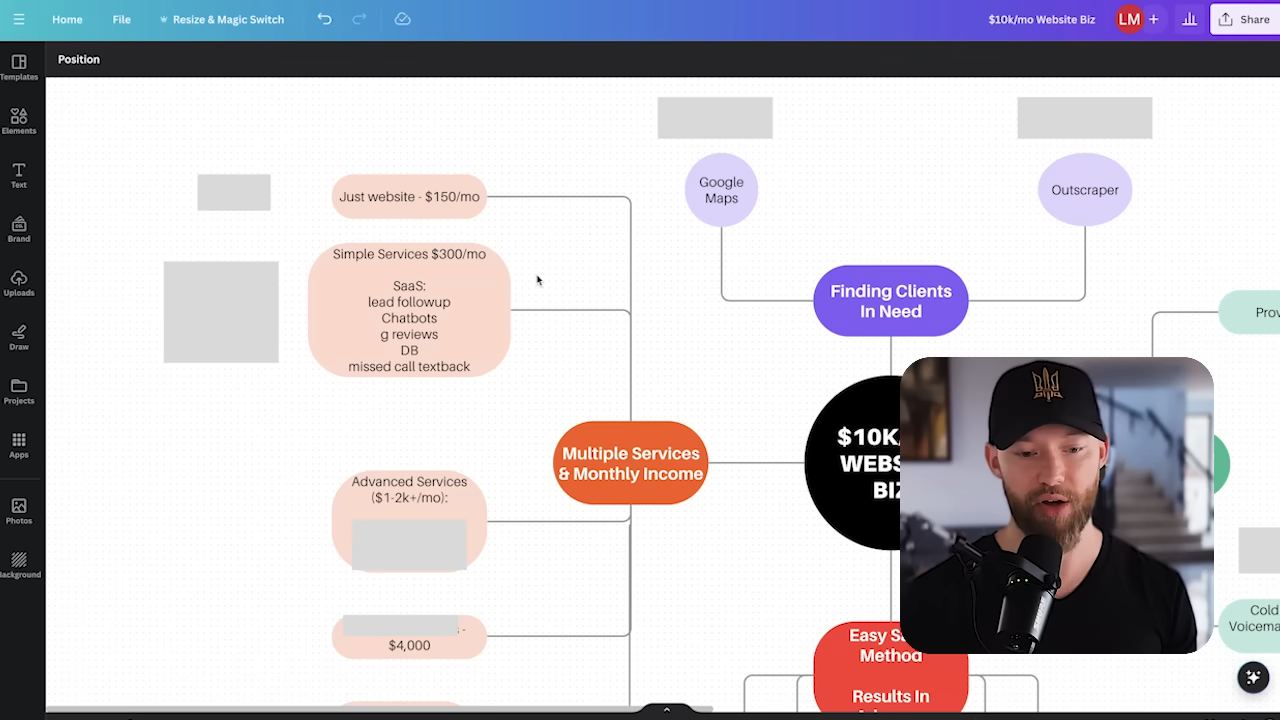 Home
File
Resize & Magic Switch
$10k/mo Website Biz
LM
+
Share
Position
Templates
Elements
Text
Brand
Uploads
Draw
Projects
Apps
Photos
Background
Just website - $150/mo
Simple Services $300/mo
SaaS:
lead followup
Chatbots
g reviews
DB
missed call textback
Advanced Services
($1-2k+/mo):
$4,000
Multiple Services
& Monthly Income
Google
Maps
Outscraper
Finding Clients
In Need
$10K
WEBS
BIZ
Easy S
Method
Results In
Prov
Cold
Voicema